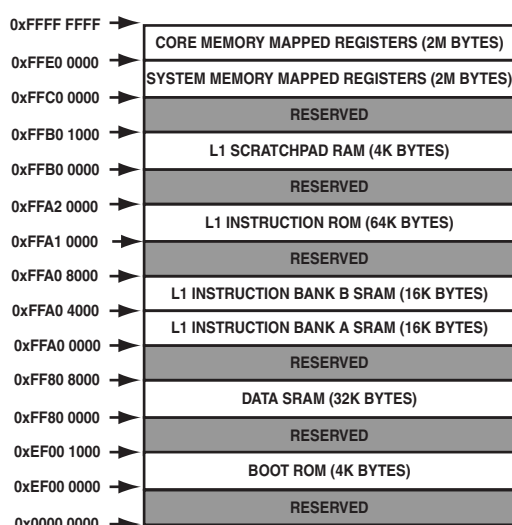 0xFFFF FFFF
CORE MEMORY MAPPED REGISTERS (2M BYTES)
0xFFE0 0000
SYSTEM MEMORY MAPPED REGISTERS (2M BYTES)
0xFFC0 0000
RESERVED
0xFFB0 1000
L1 SCRATCHPAD RAM (4K BYTES)
0xFFB0 0000
RESERVED
0xFFA2 0000
L1 INSTRUCTION ROM (64K BYTES)
0xFFA1 0000
RESERVED
0xFFA0 8000
L1 INSTRUCTION BANK B SRAM (16K BYTES)
0xFFA0 4000
L1 INSTRUCTION BANK A SRAM (16K BYTES)
0xFFA0 0000
RESERVED
0xFF80 8000
DATA SRAM (32K BYTES)
0xFF80 0000
RESERVED
0xEF00 1000
BOOT ROM (4K BYTES)
0xEF00 0000
RESERVED
0x0000 0000